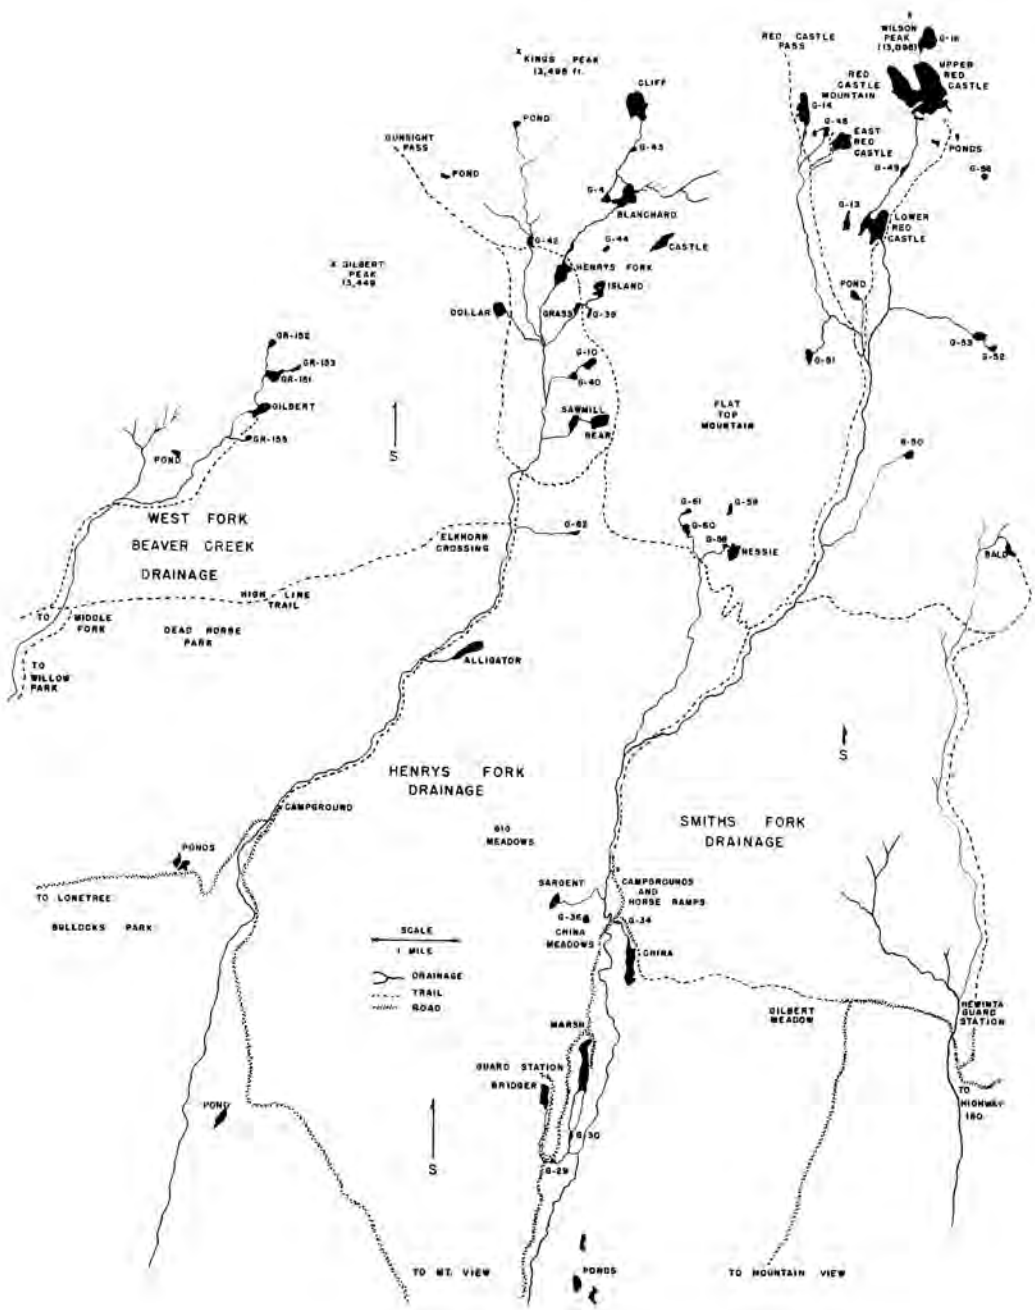 WILSON
PEAK
(13,095)
G-16
RED CASTLE
PASS
X
KINGS PEAK
13,498 ft.
UPPER
RED
CASTLE
RED
CASTLE
MOUNTAIN
CLIFF
G-14
G-45
POND
EAST
RED
CASTLE
GUNSIGHT
PASS
PONDS
G-43
POND
G-49
G-4
BLANCHARD
G-13
LOWER
RED
CASTLE
G-42
G-44
CASTLE
X GILBERT
PEAK
13,449
HENRYS FORK
ISLAND
POND
DOLLAR
GRASS
G-39
GR-152
G-53
G-52
GR-153
GR-151
G-10
G-51
G-40
GILBERT
SAWMILL
BEAR
FLAT
TOP
MOUNTAIN
GR-155
POND
S
G-50
WEST FORK
BEAVER CREEK
DRAINAGE
G-61
G-59
G-60
G-62
ELKHORN
CROSSING
G-58
HESSIE
BALD
HIGH LINE
TRAIL
TO MIDDLE
FORK
DEAD HORSE
PARK
ALLIGATOR
TO
WILLOW
PARK
S
HENRYS FORK
DRAINAGE
CAMPGROUND
SMITHS FORK
DRAINAGE
BIG
MEADOWS
PONDS
SARGENT
CAMPGROUNDS
AND
HORSE RAMPS
TO LONETREE
G-36
G-34
BULLOCKS PARK
CHINA
MEADOWS
SCALE
1 MILE
CHINA
DRAINAGE
TRAIL
ROAD
GILBERT
MEADOW
HEWINTA
GUARD
STATION
MARSH
GUARD STATION
BRIDGER
TO
HIGHWAY
150
POND
G-30
S
G-29
TO MT. VIEW
PONDS
TO MOUNTAIN VIEW